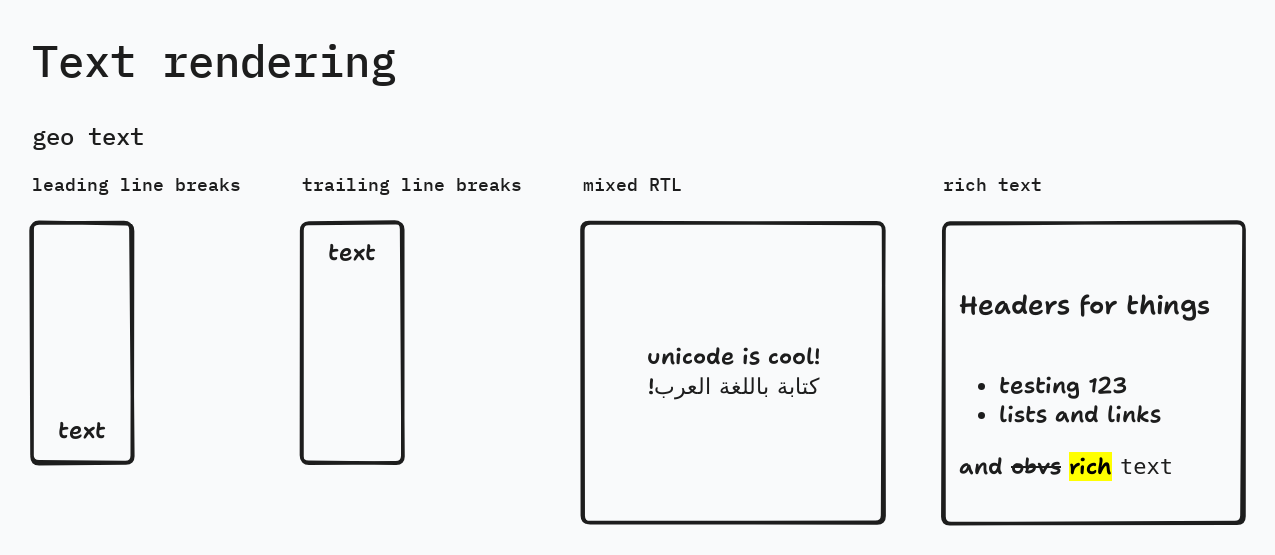 Text rendering
geo text
leading line breaks
text
trailing line breaks
text
mixed RTL
unicode is cool!
كتابة باللغة العرب!
rich text
Headers for things
• testing 123
• lists and links
and obvs rich text